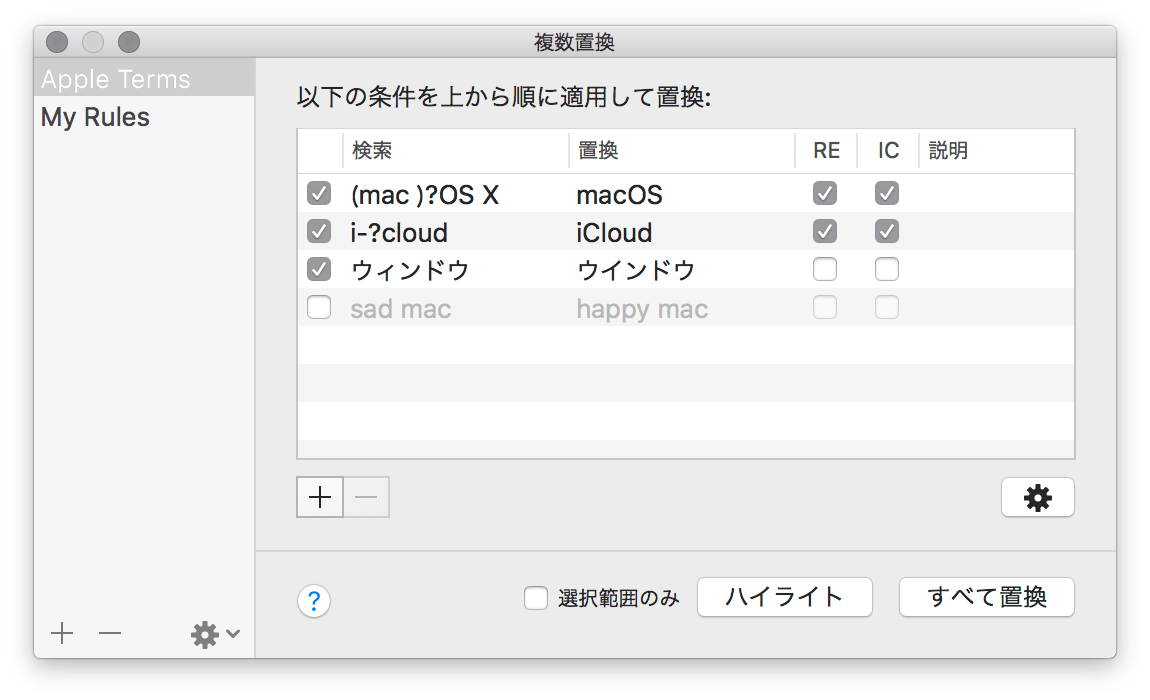 複数置換
Apple Terms
My Rules
以下の条件を上から順に適用して置換:
検索 置換 RE IC 説明
(mac )?OS X macOS
i-?cloud iCloud
ウィンドウ ウインドウ
sad mac happy mac
?
選択範囲のみ ハイライト すべて置換